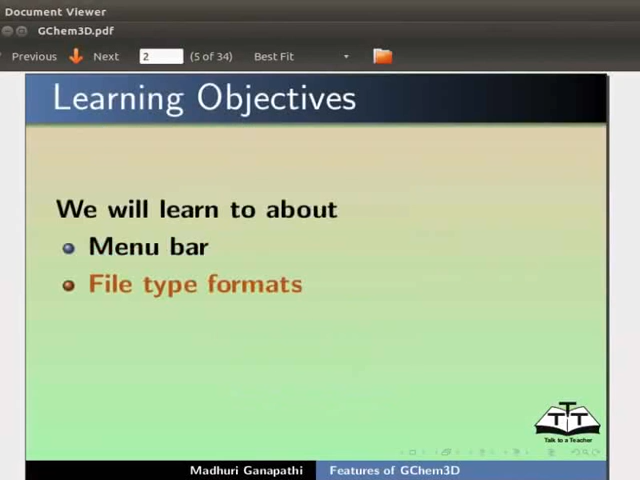 Document Viewer
GChem3D.pdf
Previous Next 2 (5 of 34) Best Fit
Learning Objectives
We will learn to about
Menu bar
File type formats
TTT
Talk to a Teacher
Madhuri Ganapathi Features of GChem3D